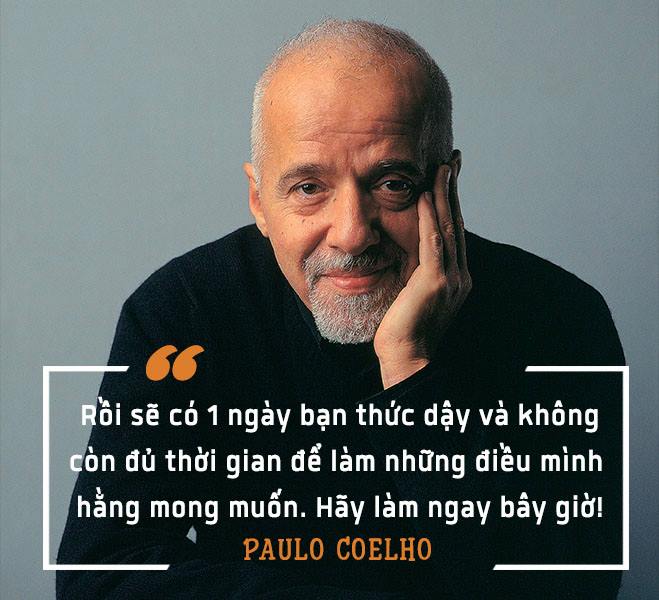 Rồi sẽ có 1 ngày bạn thức dậy và không
còn đủ thời gian để làm những điều mình
hằng mong muốn. Hãy làm ngay bây giờ!
PAULO COELHO